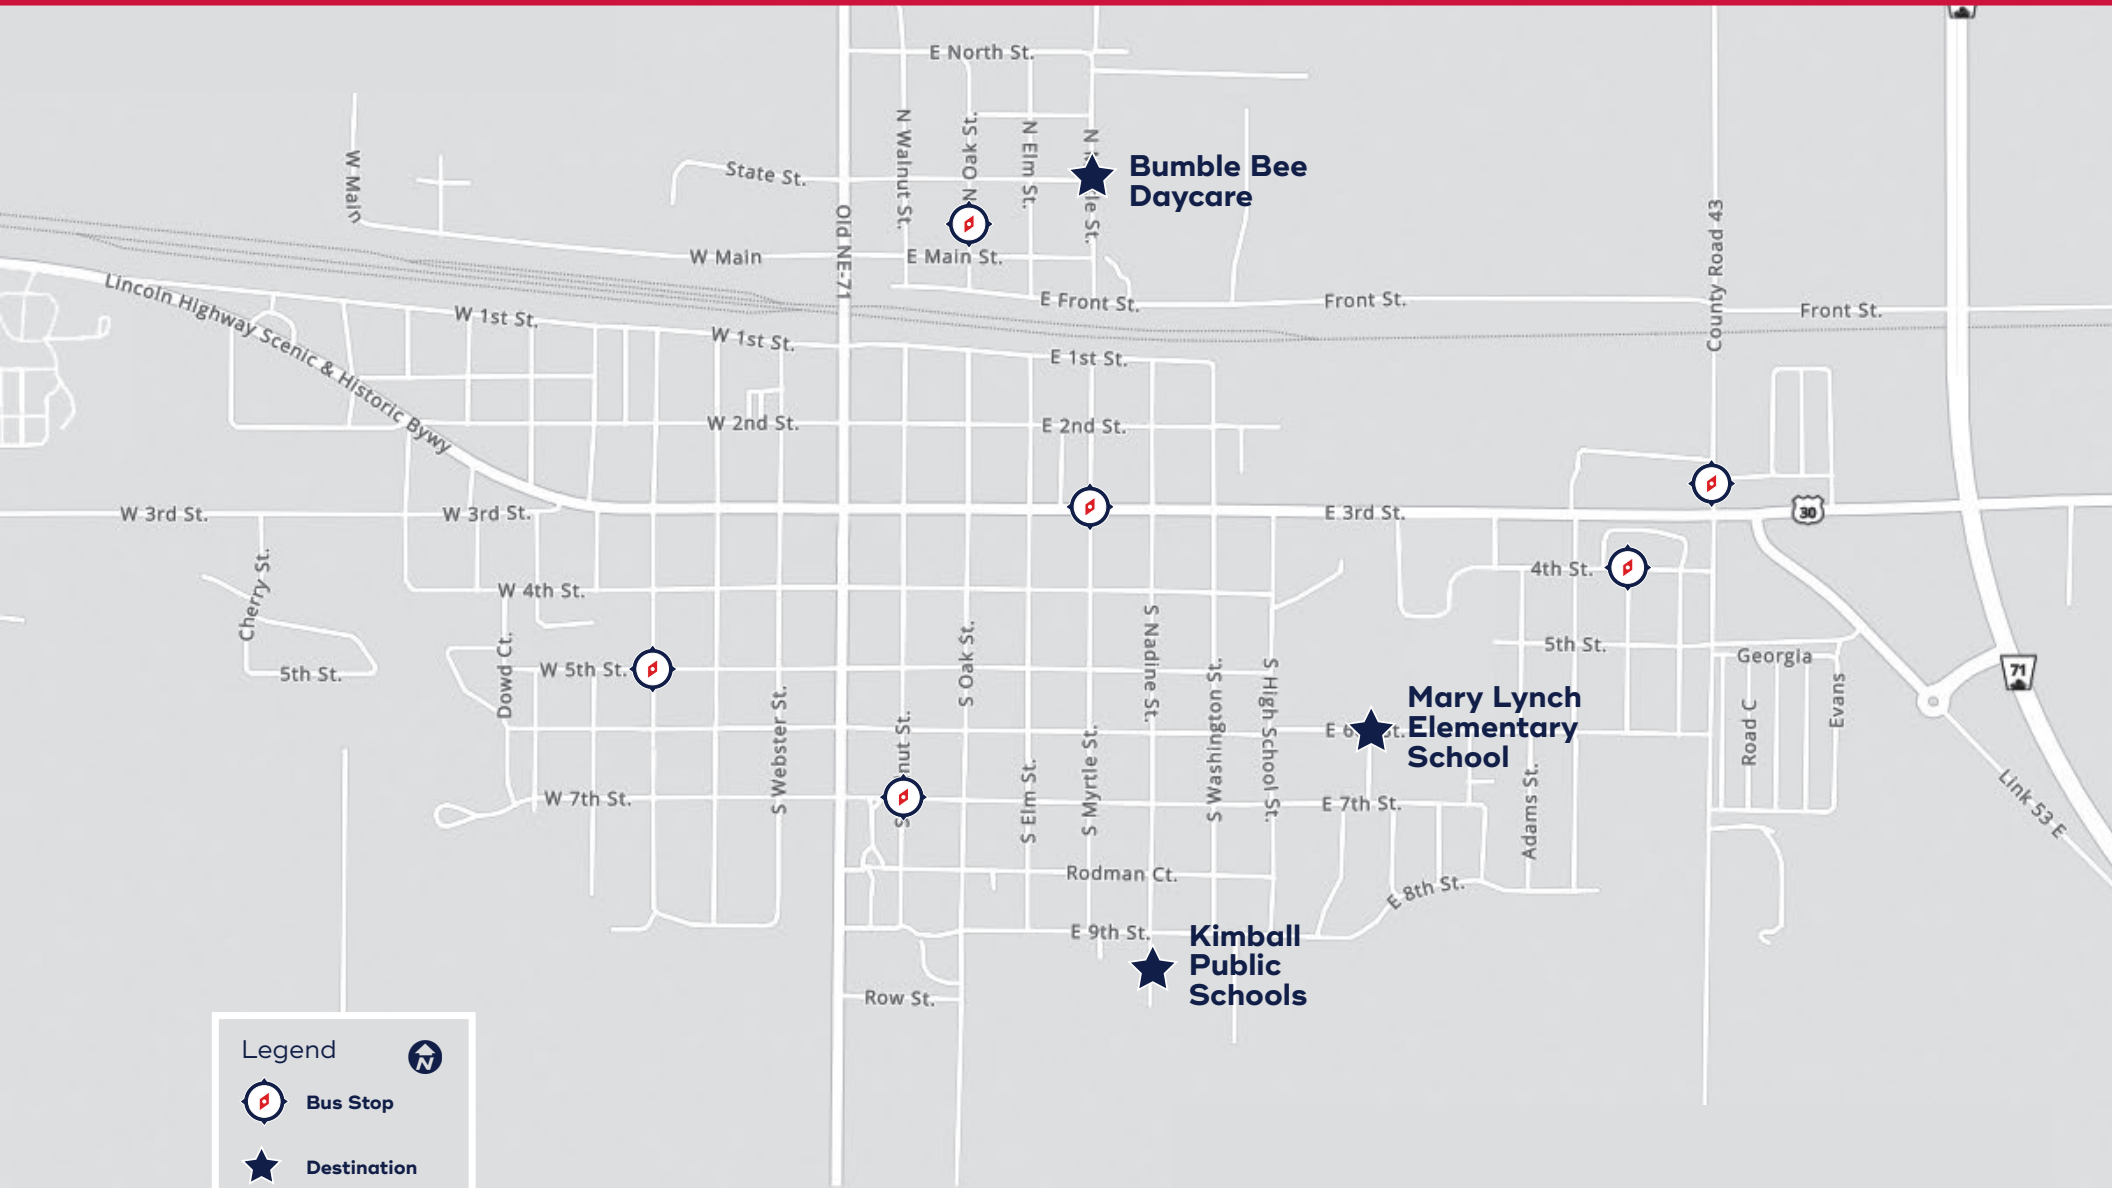 E North St.
N Walnut St.
N Oak St.
N Elm St.
W Main
State St.
Bumble Bee
Daycare
Old NE-71
County Road 43
W Main
E Main St.
Lincoln Highway Scenic & Historic Bywy
W 1st St.
E Front St.
Front St.
Front St.
W 1st St.
E 1st St.
W 2nd St.
E 2nd St.
W 3rd St.
W 3rd St.
E 3rd St.
30
Cherry St.
W 4th St.
4th St.
5th St.
Dowd Ct.
W 5th St.
S Oak St.
S Nadine St.
S Washington St.
S High School St.
5th St.
Georgia
71
Mary Lynch
Elementary
School
Road C
Evans
S Webster St.
S Elm St.
S Myrtle St.
W 7th St.
E 7th St.
Adams St.
Link 53 E
Rodman Ct.
E 8th St.
E 9th St.
Kimball
Public
Schools
Row St.
Legend
N
Bus Stop
Destination